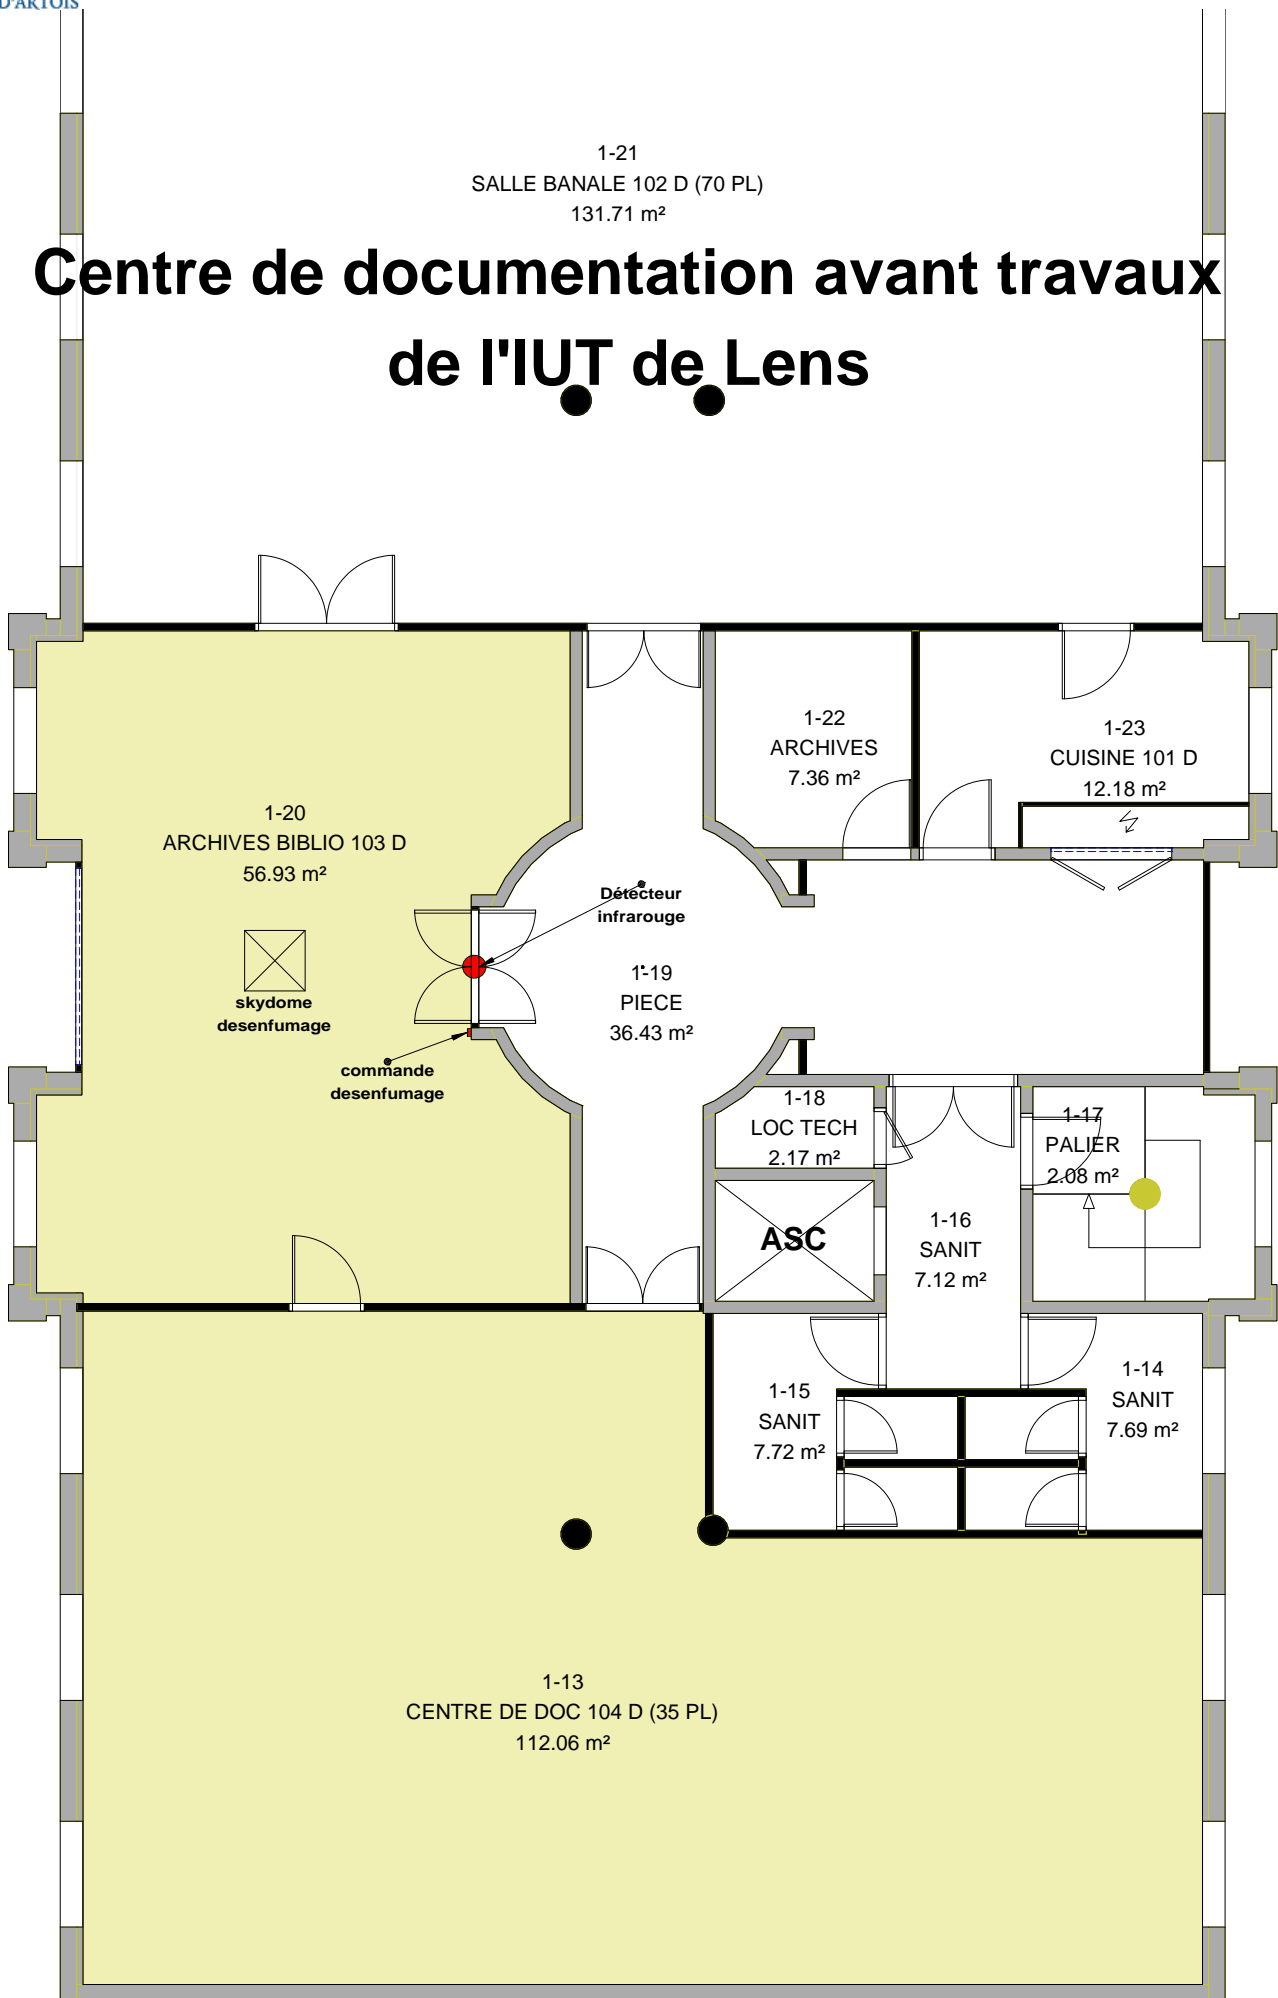 D'ARTOIS
1-21
SALLE BANALE 102 D (70 PL)
131.71 m²
Centre de documentation avant travaux
de l'IUT de Lens
1-22
ARCHIVES
7.36 m²
1-23
CUISINE 101 D
12.18 m²
1-20
ARCHIVES BIBLIO 103 D
56.93 m²
Détecteur
infrarouge
skydome
desenfumage
1-19
PIECE
36.43 m²
commande
desenfumage
1-18
LOC TECH
2.17 m²
1-17
PALIER
2.08 m²
ASC
1-16
SANIT
7.12 m²
1-15
SANIT
7.72 m²
1-14
SANIT
7.69 m²
1-13
CENTRE DE DOC 104 D (35 PL)
112.06 m²